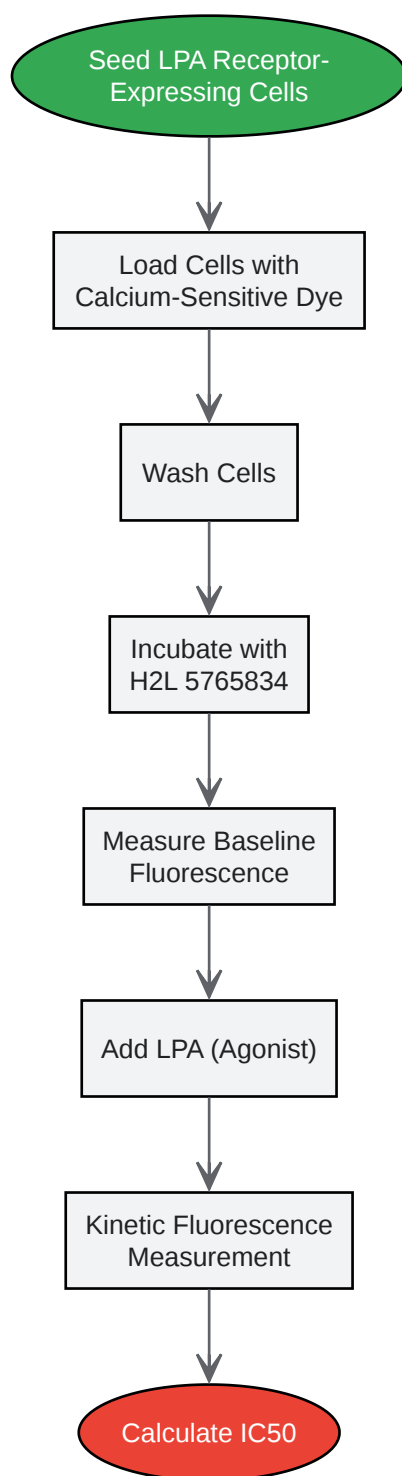 Seed LPA Receptor-
Expressing Cells
Load Cells with
Calcium-Sensitive Dye
Wash Cells
Incubate with
H2L 5765834
Measure Baseline
Fluorescence
Add LPA (Agonist)
Kinetic Fluorescence
Measurement
Calculate IC50